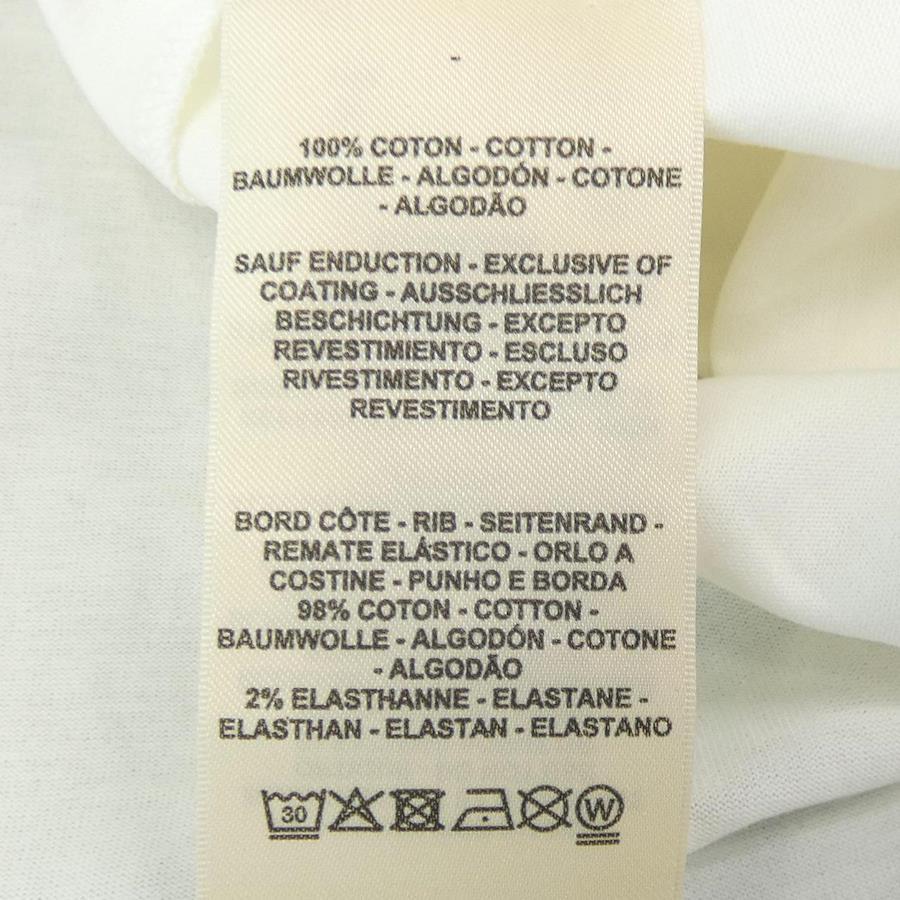 -
100% COTON - COTTON -
BAUMWOLLE - ALGODÓN - COTONE
- ALGODÃO
SAUF ENDUCTION - EXCLUSIVE OF
COATING - AUSSCHLIESSLICH
BESCHICHTUNG - EXCEPTO
REVESTIMIENTO - ESCLUSO
RIVESTIMENTO - EXCEPTO
REVESTIMENTO
BORD CÔTE - RIB - SEITENRAND -
REMATE ELÁSTICO - ORLO A
COSTINE - PUNHO E BORDA
98% COTON - COTTON -
BAUMWOLLE - ALGODÓN - COTONE
- ALGODÃO
2% ELASTHANNE - ELASTANE -
ELASTHAN - ELASTAN - ELASTANO
30 W